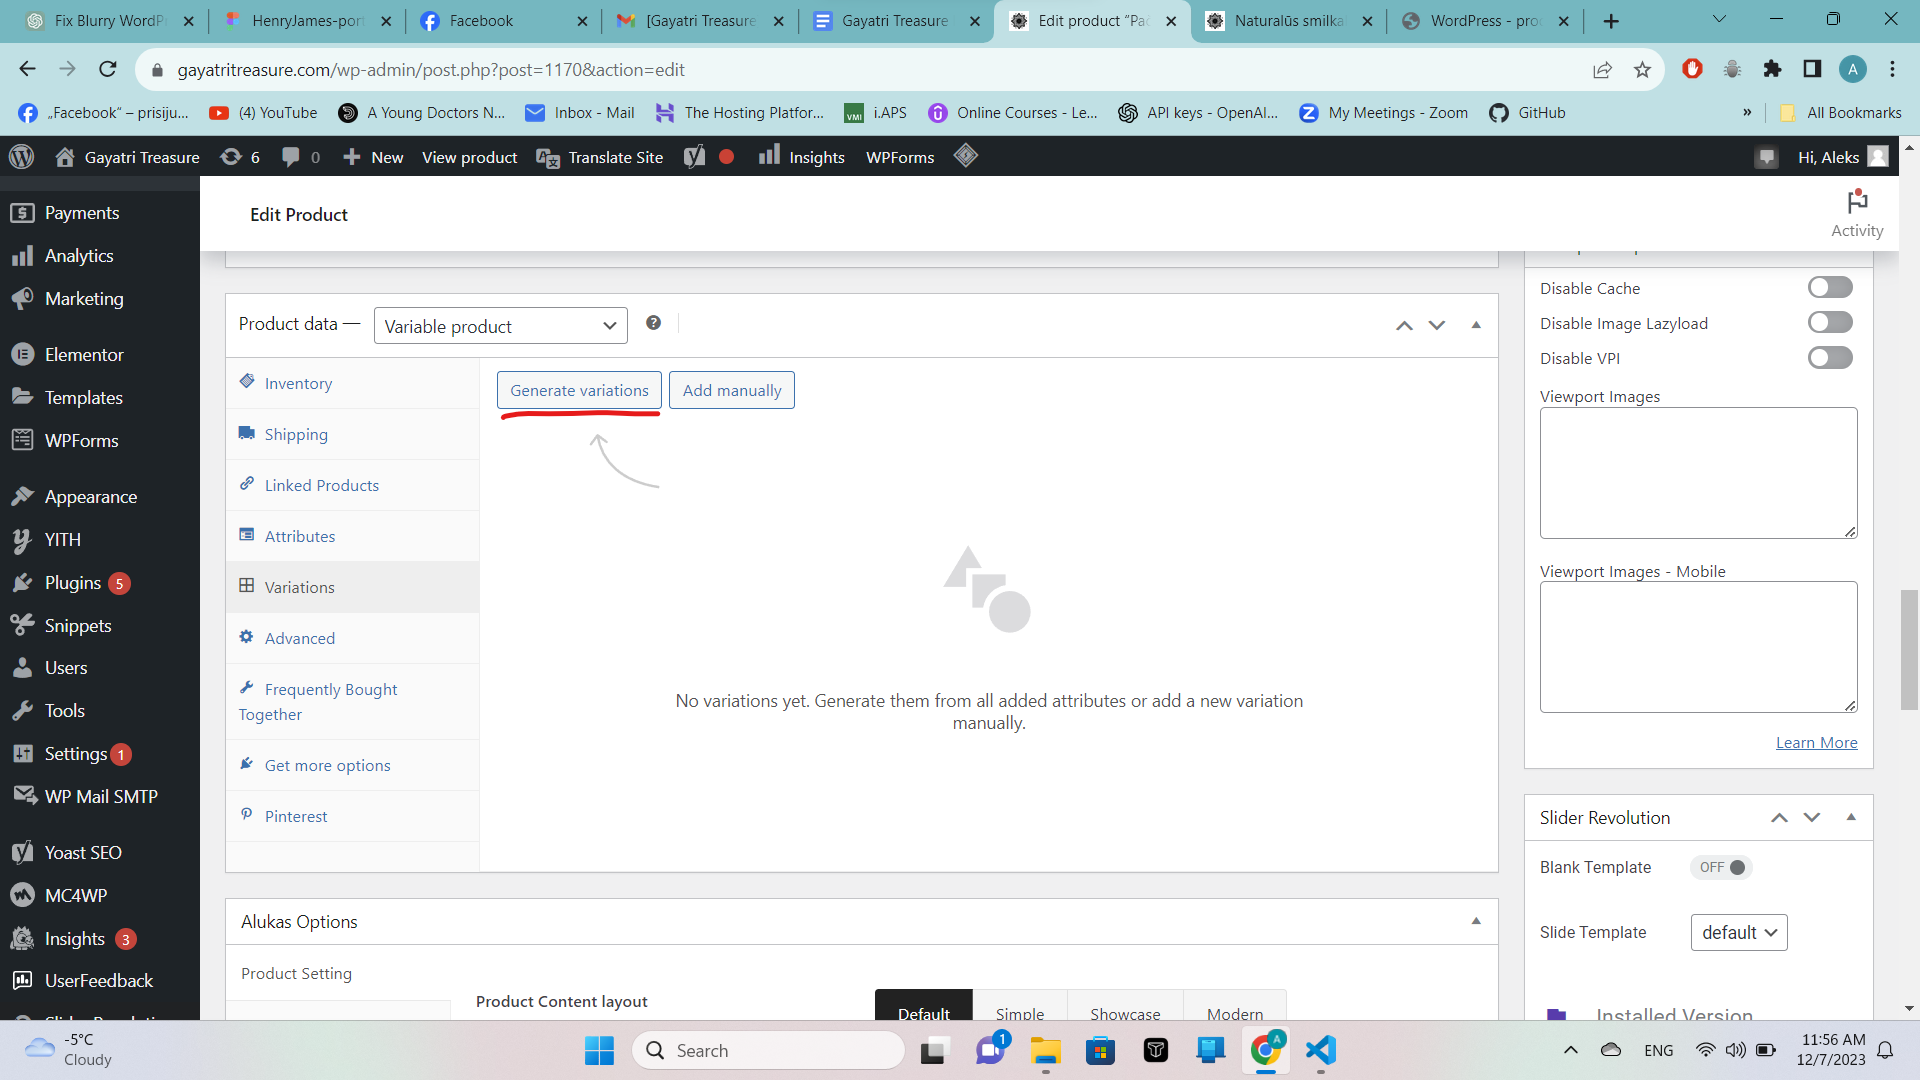 Fix Blurry WordP
HenryJames-port
Facebook
[Gayatri Treasure
Gayatri Treasure
Edit product “Pa
Naturalūs smilka
WordPress - pro
gayatritreasure.com/wp-admin/post.php?post=1170&action=edit
A
„Facebook“ – prisiju...
(4) YouTube
A Young Doctors N...
Inbox - Mail
The Hosting Platfor...
VMI
i.APS
Online Courses - Le...
API keys - OpenAI...
My Meetings - Zoom
GitHub
»
All Bookmarks
Gayatri Treasure
6
0
New
View product
Translate Site
Insights
WPForms
Hi, Aleks
Payments
Analytics
Marketing
Elementor
Templates
WPForms
Appearance
YITH
Plugins 5
Snippets
Users
Tools
Settings 1
WP Mail SMTP
Yoast SEO
MC4WP
Insights 3
UserFeedback
Edit Product
Activity
Product data —
Variable product
Inventory
Shipping
Linked Products
Attributes
Variations
Advanced
Frequently Bought
Together
Get more options
Pinterest
Generate variations
Add manually
No variations yet. Generate them from all added attributes or add a new variation
manually.
Alukas Options
Product Setting
Product Content layout
Default
Simple
Showcase
Modern
Disable Cache
Disable Image Lazyload
Disable VPI
Viewport Images
Viewport Images - Mobile
Learn More
Slider Revolution
Blank Template
OFF
Slide Template
default
Installed Version
-5°C
Cloudy
Search
1
A
ENG
11:56 AM
12/7/2023